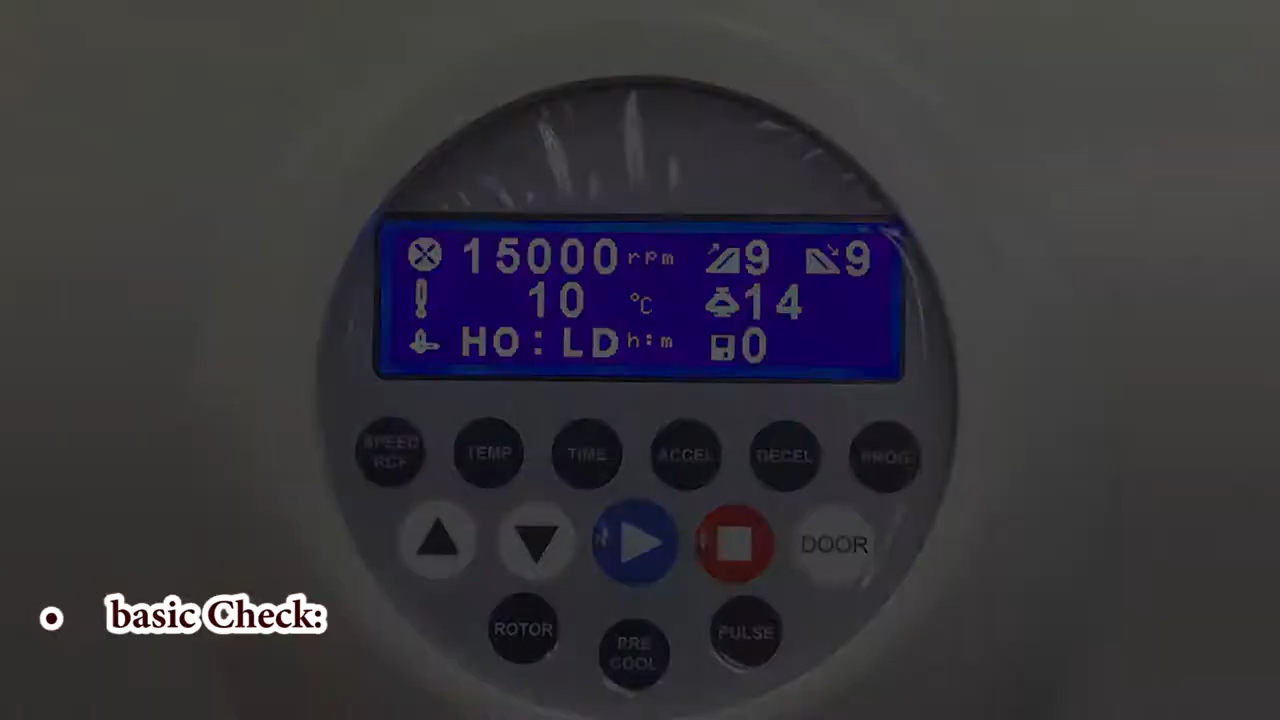 15000 rpm 9 9
10 °C 14
HO:LD h:m 0
SPEED RCF TEMP TIME ACCEL DECEL PROG
DOOR
• basic Check:
ROTOR PRE COOL PULSE